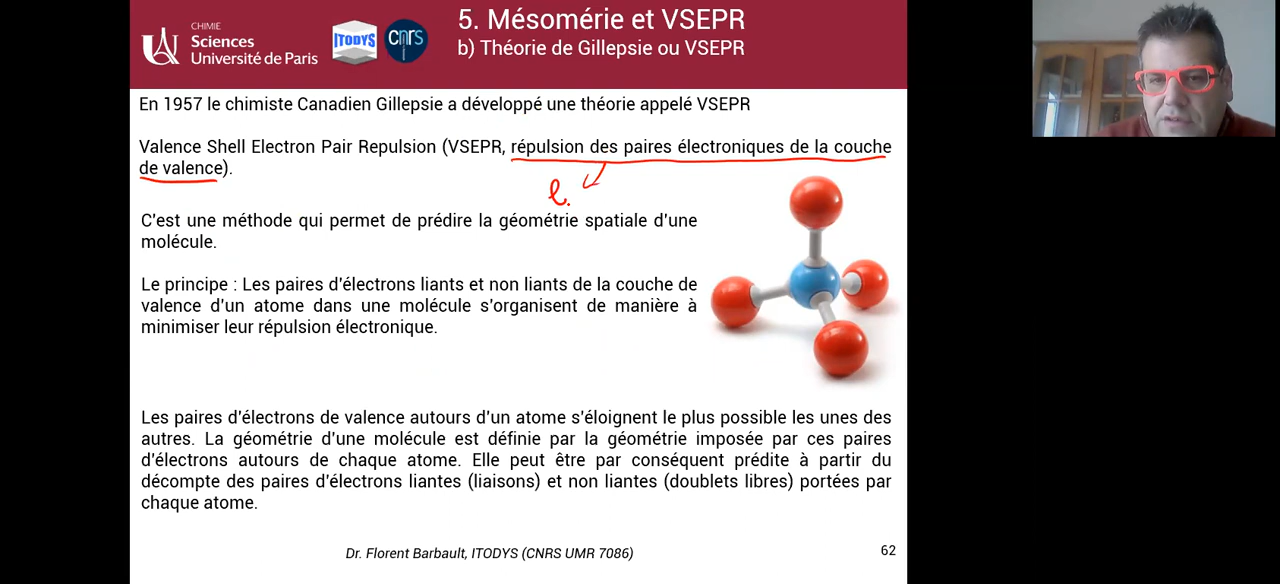 5. Mésomérie et VSEPR
b) Théorie de Gillepsie ou VSEPR
CHIMIE
Sciences
Université de Paris
ITODYS
cnrs
En 1957 le chimiste Canadien Gillepsie a développé une théorie appelé VSEPR
Valence Shell Electron Pair Repulsion (VSEPR, répulsion des paires électroniques de la couche
de valence).
C'est une méthode qui permet de prédire la géométrie spatiale d'une
molécule.
Le principe : Les paires d'électrons liants et non liants de la couche de
valence d'un atome dans une molécule s'organisent de manière à
minimiser leur répulsion électronique.
Les paires d'électrons de valence autours d'un atome s'éloignent le plus possible les unes des
autres. La géométrie d'une molécule est définie par la géométrie imposée par ces paires
d'électrons autours de chaque atome. Elle peut être par conséquent prédite à partir du
décompte des paires d'électrons liantes (liaisons) et non liantes (doublets libres) portées par
chaque atome.
Dr. Florent Barbault, ITODYS (CNRS UMR 7086)
62